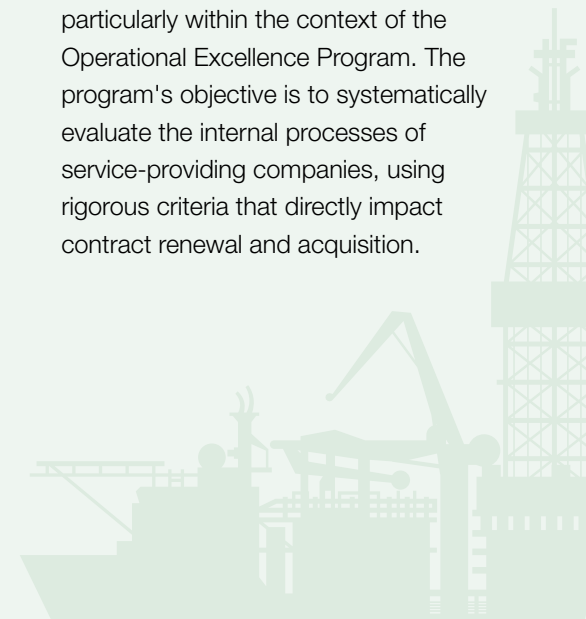 particularly within the context of the
Operational Excellence Program. The
program's objective is to systematically
evaluate the internal processes of
service-providing companies, using
rigorous criteria that directly impact
contract renewal and acquisition.